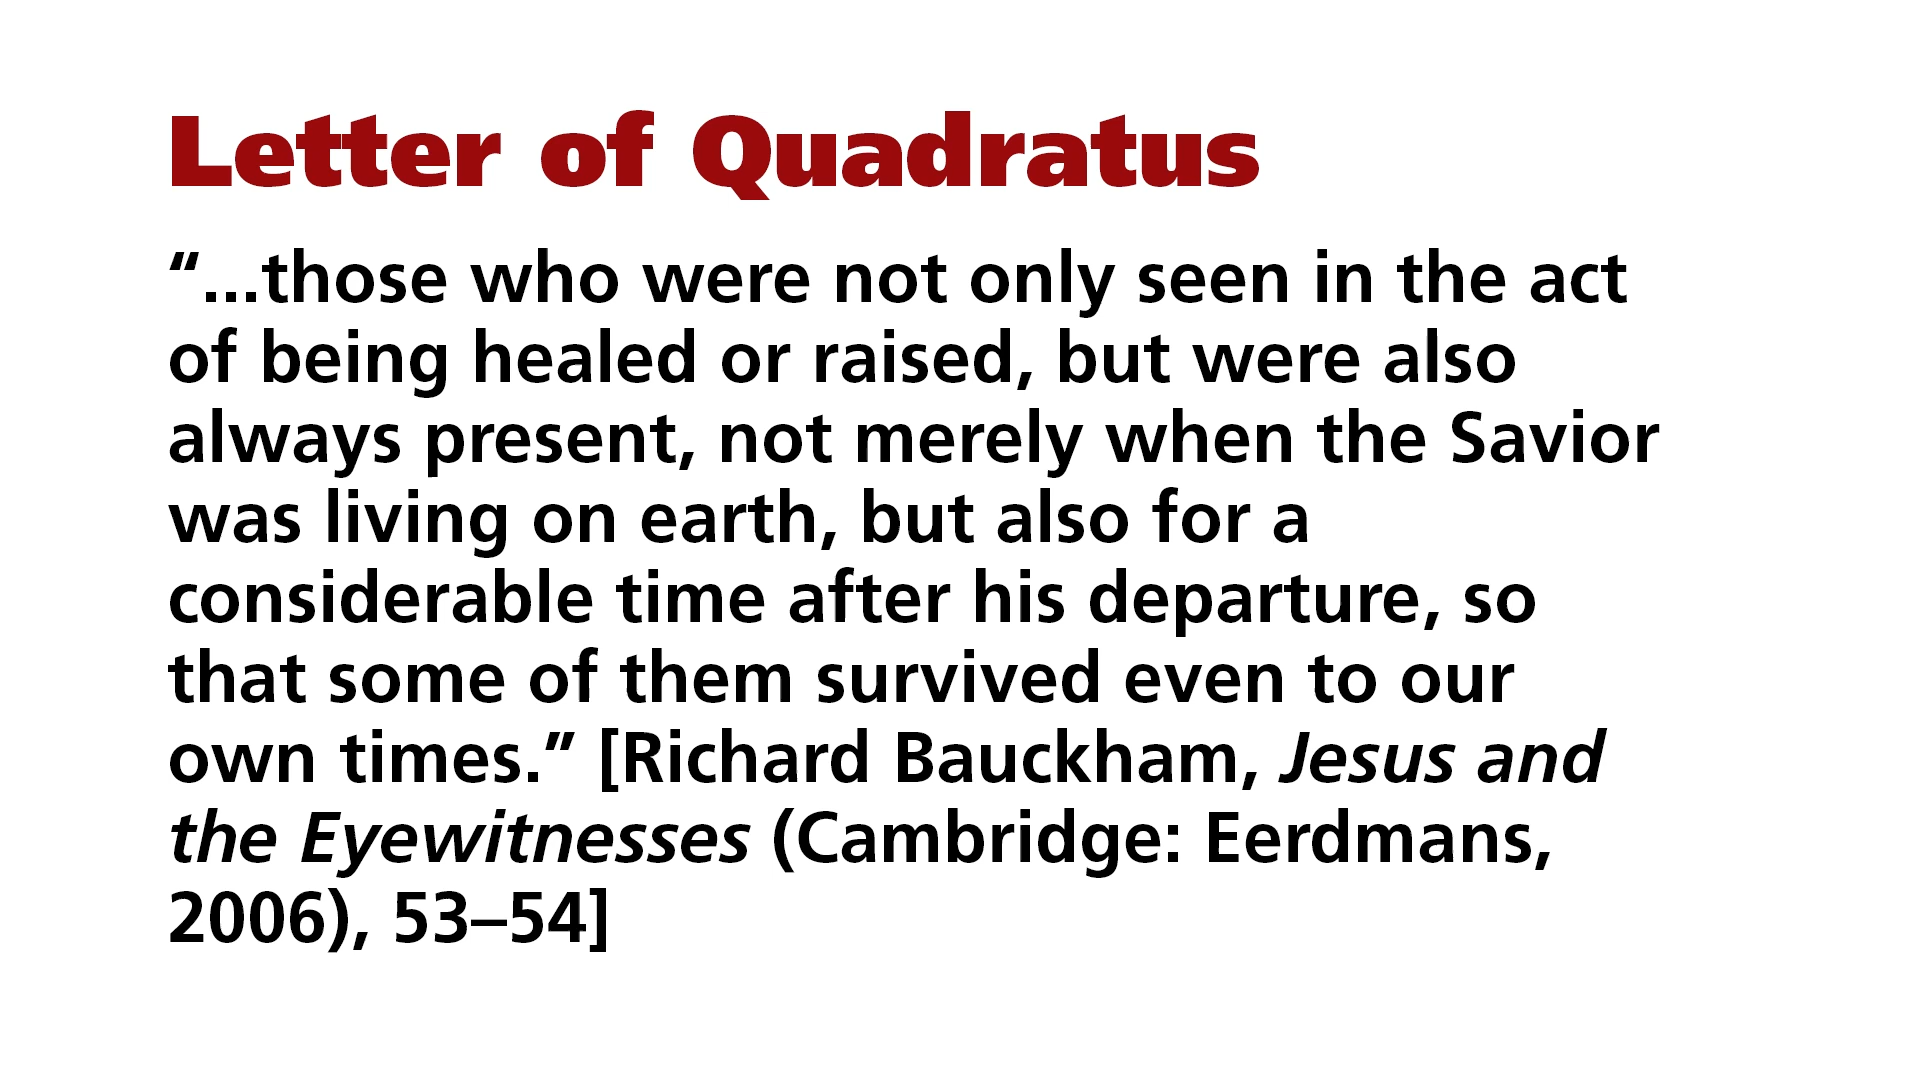 Letter of Quadratus
“...those who were not only seen in the act
of being healed or raised, but were also
always present, not merely when the Savior
was living on earth, but also for a
considerable time after his departure, so
that some of them survived even to our
own times.” [Richard Bauckham, Jesus and
the Eyewitnesses (Cambridge: Eerdmans,
2006), 53–54]